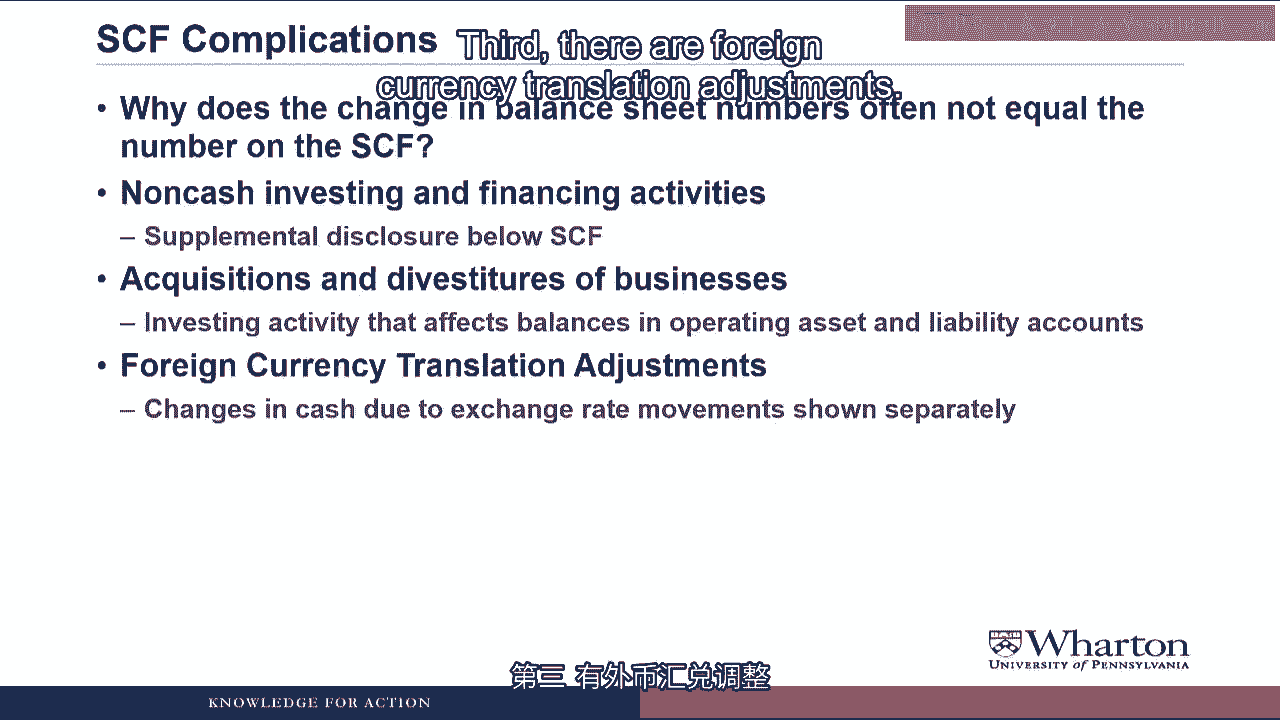 SCF Complications
Third, there are foreign
currency translation adjustments.
• Why does the change in balance sheet numbers often not equal the
number on the SCF?
• Noncash investing and financing activities
– Supplemental disclosure below SCF
• Acquisitions and divestitures of businesses
– Investing activity that affects balances in operating asset and liability accounts
• Foreign Currency Translation Adjustments
– Changes in cash due to exchange rate movements shown separately
Wharton
UNIVERSITY of PENNSYLVANIA
第三 有外币汇兑调整
KNOWLEDGE FOR ACTION